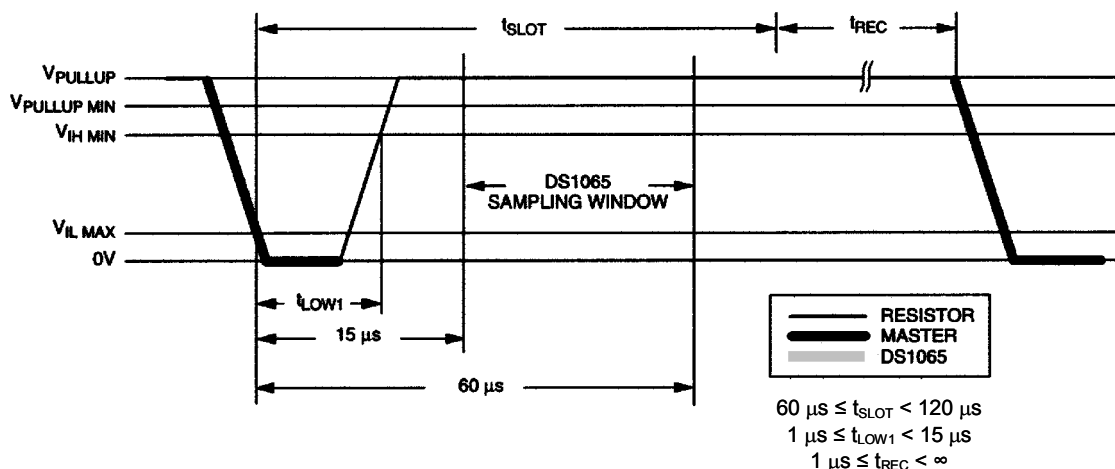 tSLOT
tREC
VPULLUP
VPULLUP MIN
VIH MIN
DS1065
SAMPLING WINDOW
VIL MAX
0V
tLOW1
15 µs
60 µs
RESISTOR
MASTER
DS1065
60 µs ≤ tSLOT < 120 µs
1 µs ≤ tLOW1 < 15 µs
1 µs ≤ tREC < ∞